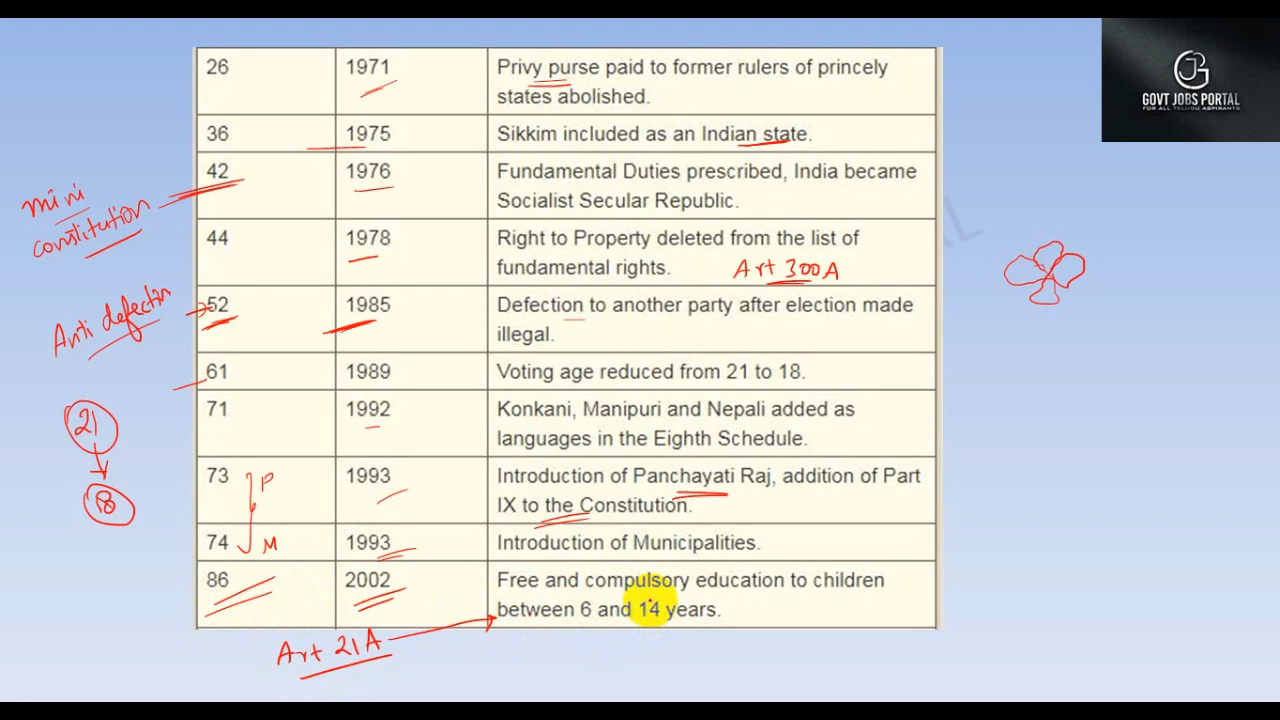 JG
GOVT JOBS PORTAL
FOR ALL TELUGU ASPIRANTS
26 1971 Privy purse paid to former rulers of princely
states abolished.
36 1975 Sikkim included as an Indian state.
42 1976 Fundamental Duties prescribed, India became
Socialist Secular Republic.
mini
constitution
44 1978 Right to Property deleted from the list of
fundamental rights. Art 300A
52 1985 Defection to another party after election made
illegal.
Anti defection
61 1989 Voting age reduced from 21 to 18.
21
18
71 1992 Konkani, Manipuri and Nepali added as
languages in the Eighth Schedule.
73 P 1993 Introduction of Panchayati Raj, addition of Part
IX to the Constitution.
74 M 1993 Introduction of Municipalities.
86 2002 Free and compulsory education to children
between 6 and 14 years.
Art 21A